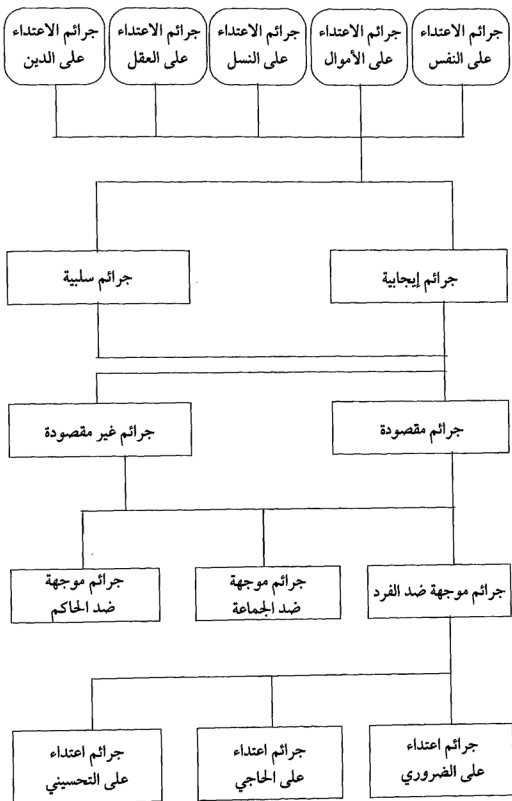 جرائم الاعتداء
على النفس
جرائم الاعتداء
على الأموال
جرائم الاعتداء
على النسل
جرائم الاعتداء
على العقل
جرائم الاعتداء
على الدين
جرائم إيجابية
جرائم سلبية
جرائم مقصودة
جرائم غير مقصودة
جرائم موجهة ضد الفرد
جرائم موجهة
ضد الجماعة
جرائم موجهة
ضد الحاكم
جرائم اعتداء
على الضروري
جرائم اعتداء
على الحاجي
جرائم اعتداء
على التحسيني